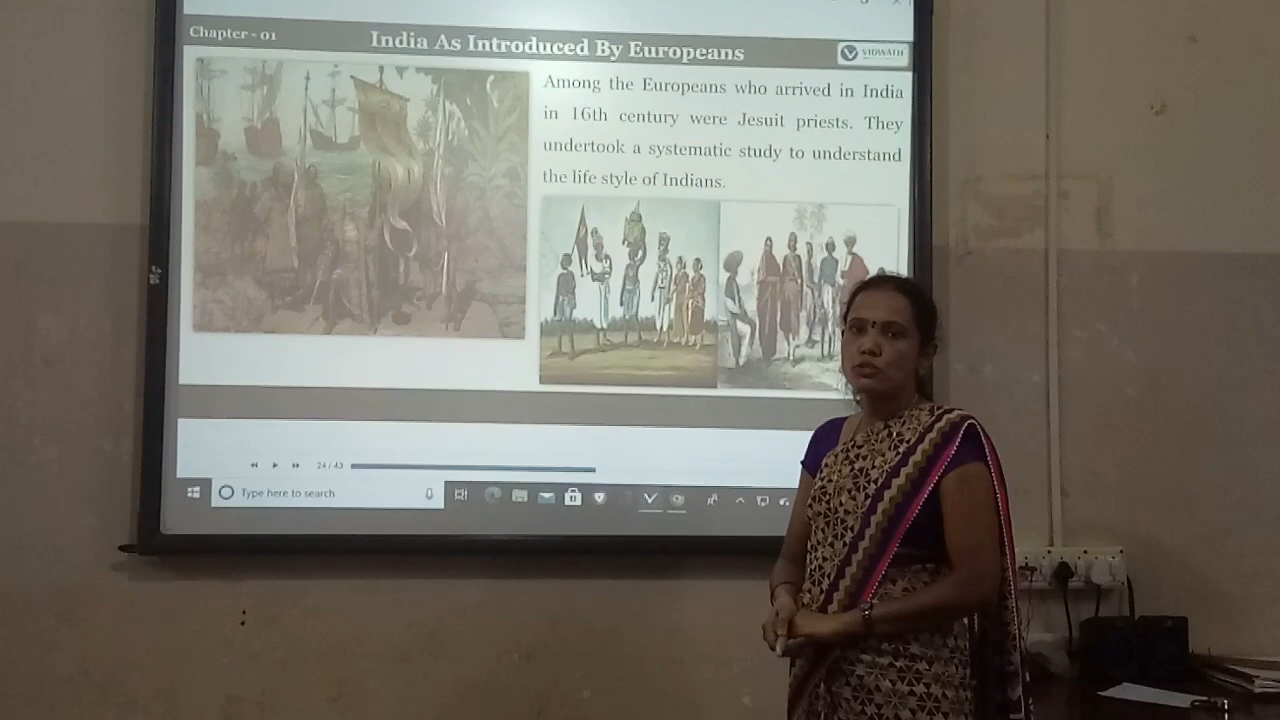 Chapter - 01
India As Introduced By Europeans
VIDWATH
Among the Europeans who arrived in India
in 16th century were Jesuit priests. They
undertook a systematic study to understand
the life style of Indians.
24 / 43
Type here to search